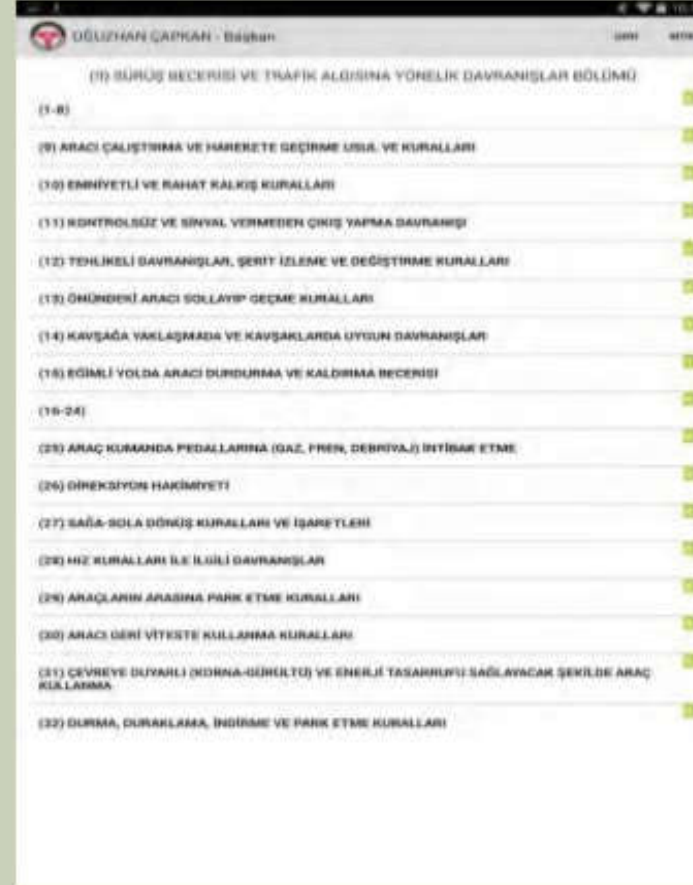 OĞUZHAN ÇAPKAN - Başkan
(II) SÜRÜŞ BECERİSİ VE TRAFİK ALGISINA YÖNELİK DAVRANIŞLAR BÖLÜMÜ
(1-8)
(9) ARACI ÇALIŞTIRMA VE HAREKETE GEÇİRME USUL VE KURALLARI
(10) EMNİYETLİ VE RAHAT KALKIŞ KURALLARI
(11) KONTROLSÜZ VE SİNYAL VERMEDEN ÇIKIŞ YAPMA DAVRANIŞI
(12) TEHLİKELİ DAVRANIŞLAR, ŞERİT İZLEME VE DEĞİŞTİRME KURALLARI
(13) ÖNÜNDEKİ ARACI SOLLAYIP GEÇME KURALLARI
(14) KAVŞAĞA YAKLAŞMADA VE KAVŞAKLARDA UYGUN DAVRANIŞLAR
(15) EĞİMLİ YOLDA ARACI DURDURMA VE KALDIRMA BECERİSİ
(16-24)
(25) ARAÇ KUMANDA PEDALLARINA (GAZ, FREN, DEBRİYAJ) İNTİBAK ETME
(26) DİREKSİYON HAKİMİYETİ
(27) SAĞA-SOLA DÖNÜŞ KURALLARI VE İŞARETLERİ
(28) HIZ KURALLARI İLE İLGİLİ DAVRANIŞLAR
(29) ARAÇLARIN ARASINA PARK ETME KURALLARI
(30) ARACI GERİ VİTESTE KULLANMA KURALLARI
(31) ÇEVREYE DUYARLI (KORNA-GÜRÜLTÜ) VE ENERJİ TASARRUFU SAĞLAYACAK ŞEKİLDE ARAÇ
KULLANMA
(32) DURMA, DURAKLAMA, İNDİRME VE PARK ETME KURALLARI